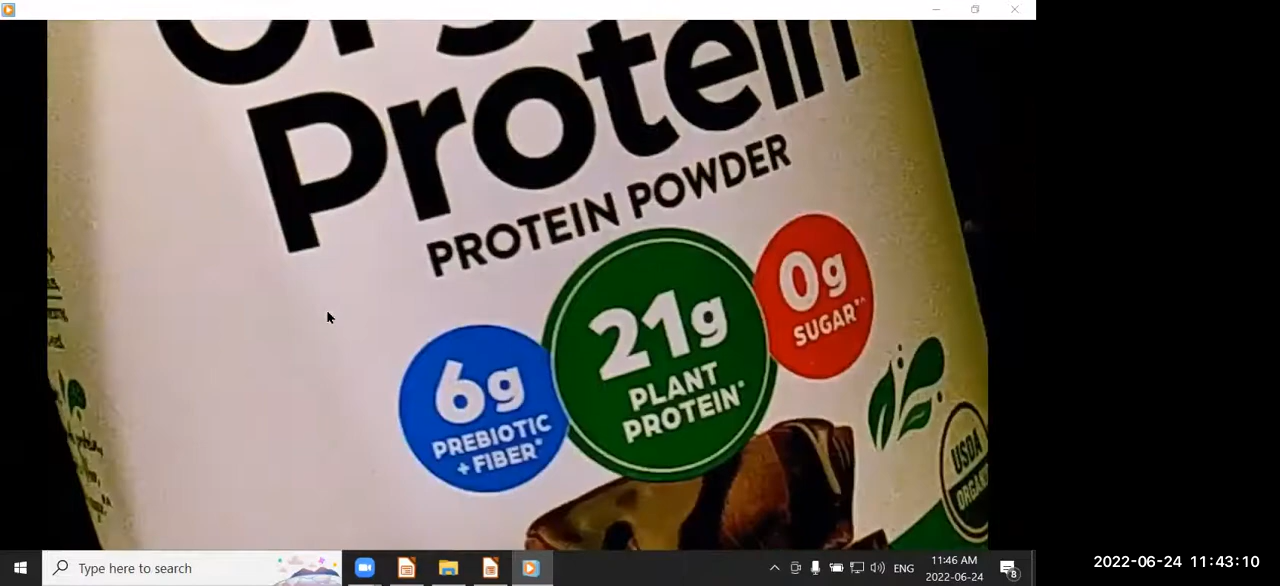 Protein
PROTEIN POWDER
21g
PLANT
PROTEIN*
0g
SUGAR*^
6g
PREBIOTIC
+ FIBER*
USDA
Type here to search
ENG
11:46 AM
2022-06-24
8
2022-06-24 11:43:10